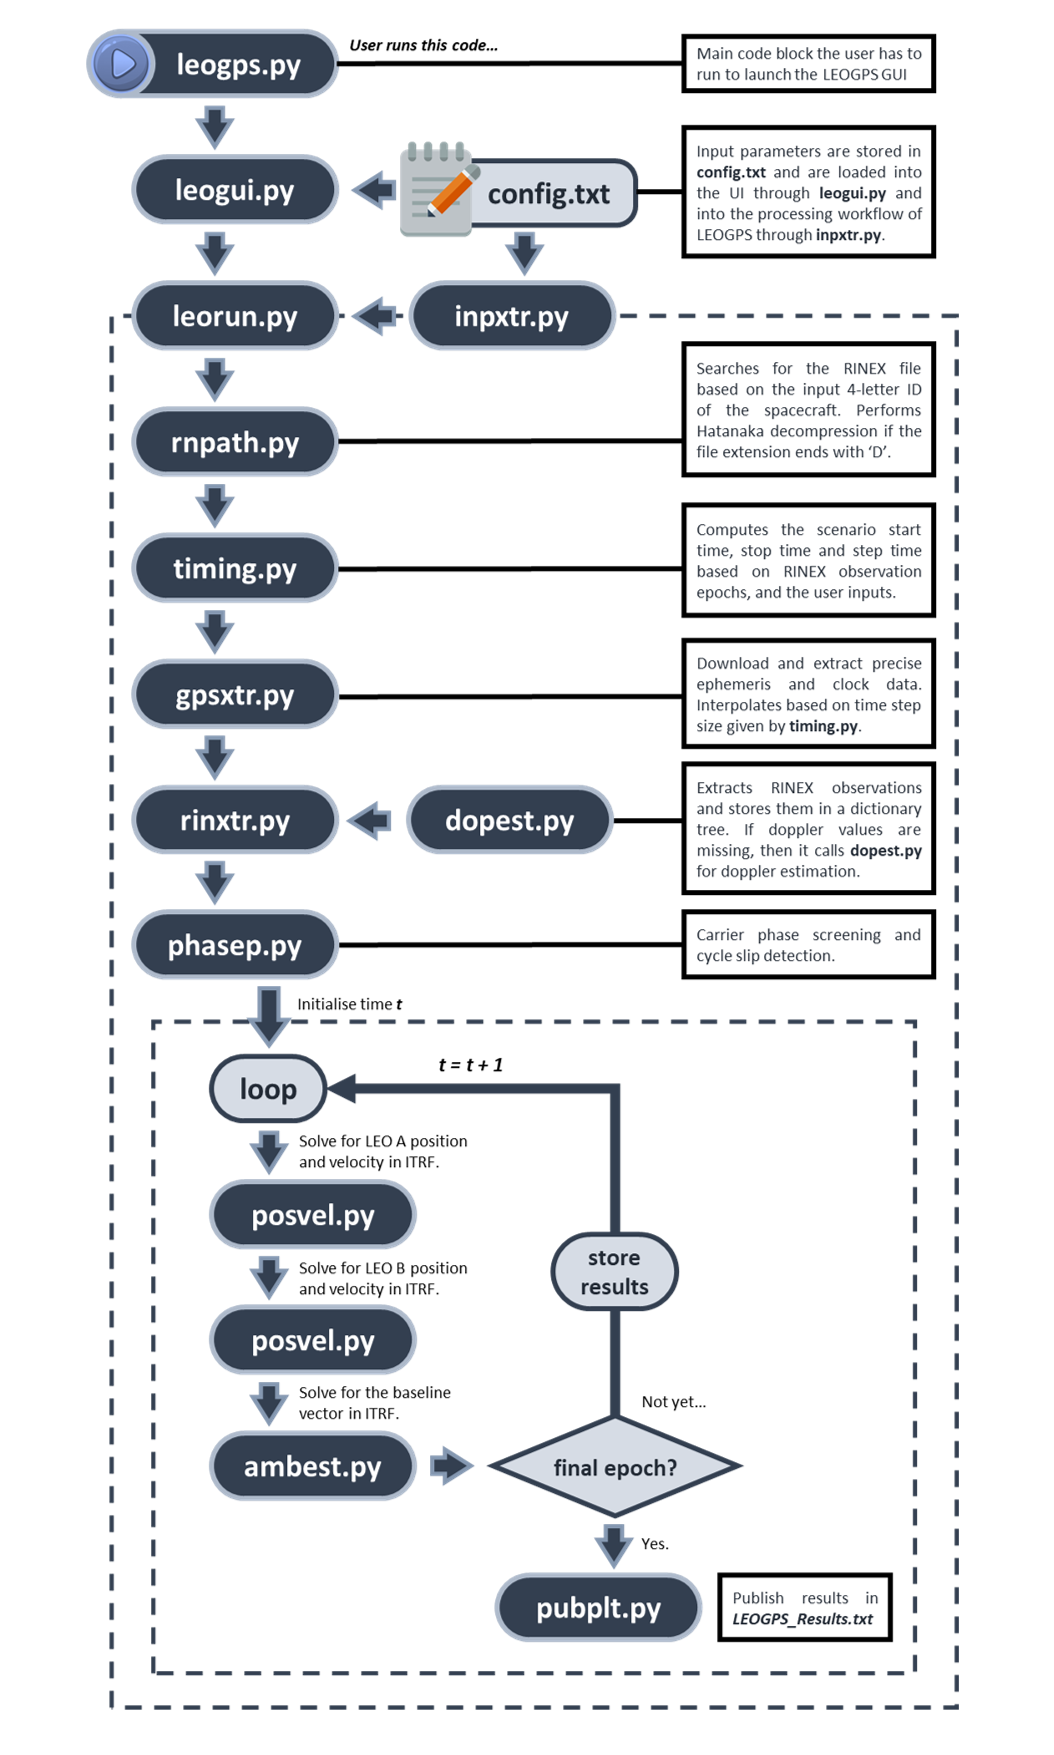 User runs this code...
leogps.py
Main code block the user has to
run to launch the LEOGPS GUI
leogui.py
config.txt
Input parameters are stored in
config.txt and are loaded into
the UI through leogui.py and
into the processing workflow of
LEOGPS through inpxtr.py.
leorun.py
inpxtr.py
rnpath.py
Searches for the RINEX file
based on the input 4-letter ID
of the spacecraft. Performs
Hatanaka decompression if the
file extension ends with ‘D’.
timing.py
Computes the scenario start
time, stop time and step time
based on RINEX observation
epochs, and the user inputs.
gpsxtr.py
Download and extract precise
ephemeris and clock data.
Interpolates based on time step
size given by timing.py.
rinxtr.py
dopest.py
Extracts RINEX observations
and stores them in a dictionary
tree. If doppler values are
missing, then it calls dopest.py
for doppler estimation.
phasep.py
Carrier phase screening and
cycle slip detection.
Initialise time t
loop
t = t + 1
Solve for LEO A position
and velocity in ITRF.
posvel.py
Solve for LEO B position
and velocity in ITRF.
store
results
posvel.py
Solve for the baseline
vector in ITRF.
Not yet...
ambest.py
final epoch?
Yes.
pubplt.py
Publish results in
LEOGPS_Results.txt